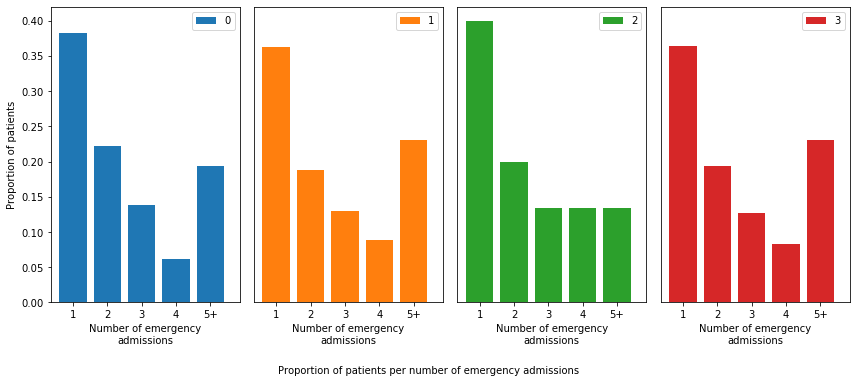 0
1
2
3
Proportion of patients
0.40
0.35
0.30
0.25
0.20
0.15
0.10
0.05
0.00
1 2 3 4 5+
1 2 3 4 5+
1 2 3 4 5+
1 2 3 4 5+
Number of emergency
admissions
Number of emergency
admissions
Number of emergency
admissions
Number of emergency
admissions
Proportion of patients per number of emergency admissions